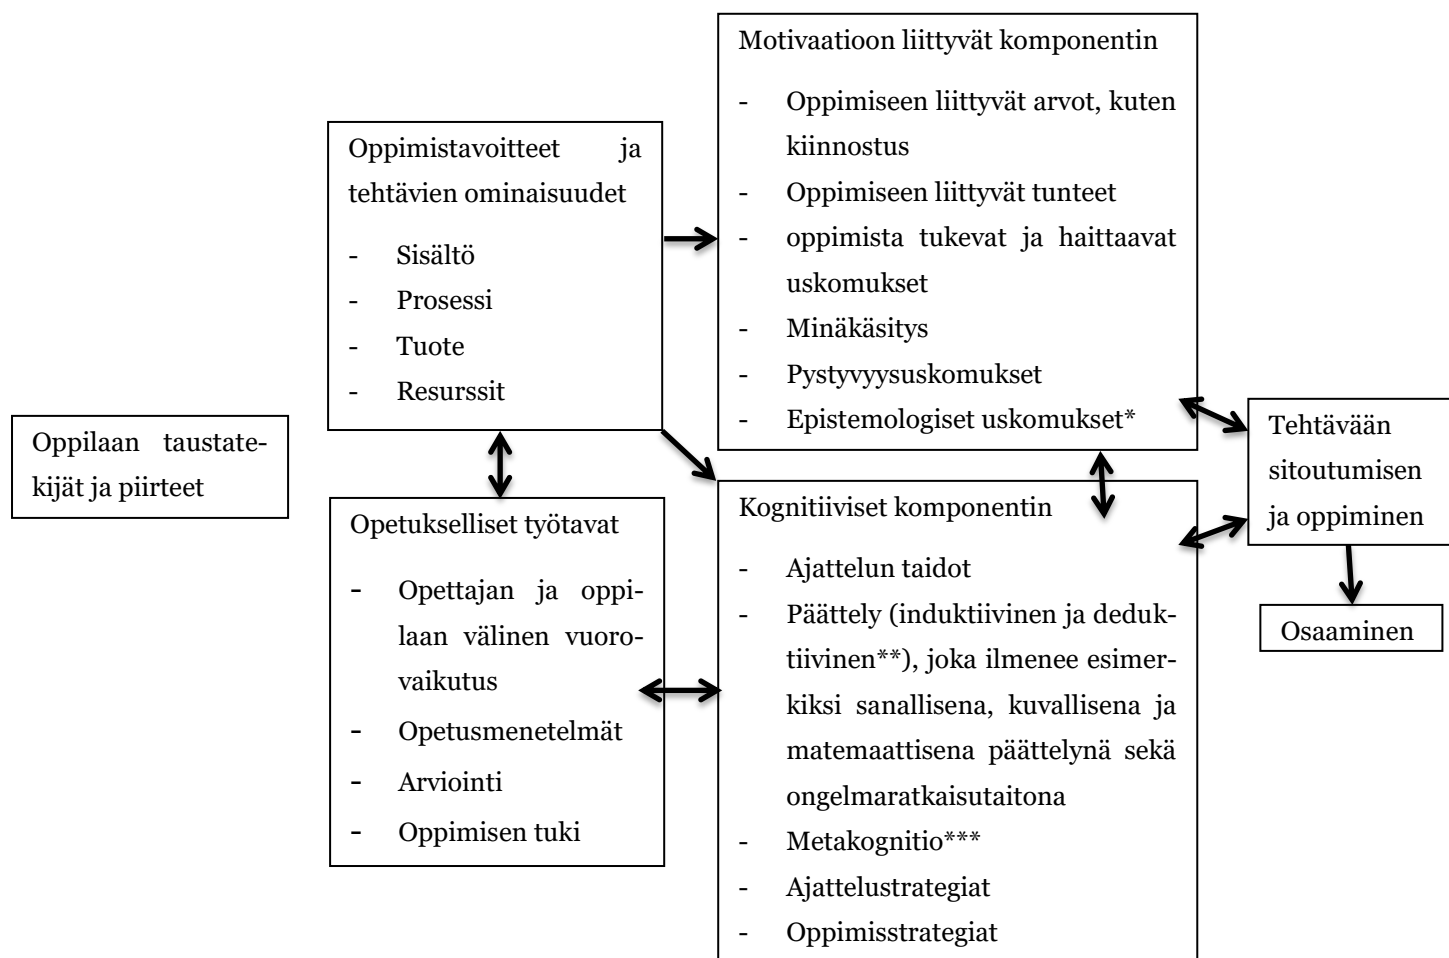 Oppilaan taustate-
kijät ja piirteet
Oppimistavoitteet ja
tehtävien ominaisuudet
- Sisältö
- Prosessi
- Tuote
- Resurssit
Opetukselliset työtavat
- Opettajan ja oppi-
laan välinen vuoro-
vaikutus
- Opetusmenetelmät
- Arviointi
- Oppimisen tuki
Motivaatioon liittyvät komponentin
- Oppimiseen liittyvät arvot, kuten
kiinnostus
- Oppimiseen liittyvät tunteet
- oppimista tukevat ja haittaavat
uskomukset
- Minäkäsitys
- Pystyvyysuskomukset
- Epistemologiset uskomukset*
Kognitiiviset komponentin
- Ajattelun taidot
- Päättely (induktiivinen ja deduk-
tiivinen**), joka ilmenee esimer-
kiksi sanallisena, kuvallisena ja
matemaattisena päättelynä sekä
ongelmaratkaisutaitona
- Metakognitio***
- Ajattelustrategiat
- Oppimisstrategiat
Tehtävään
sitoutumisen
ja oppiminen
Osaaminen